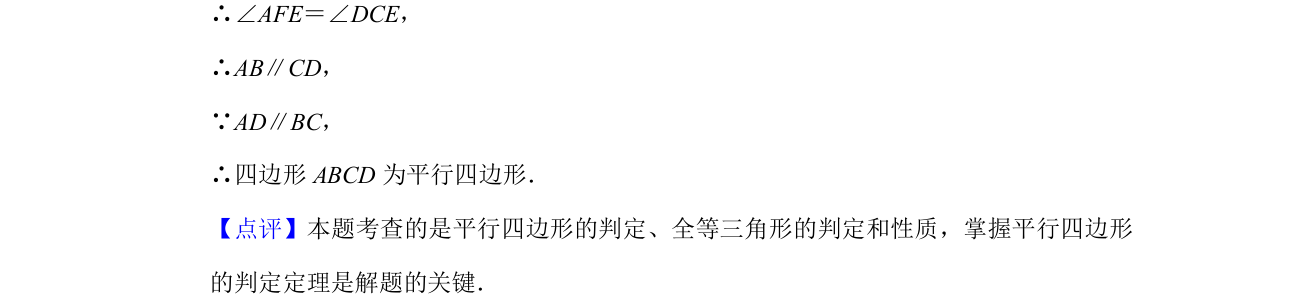 ∴∠AFE＝∠DCE，
∴AB∥CD，
∵AD∥BC，
∴四边形 ABCD 为平行四边形．
【点评】本题考查的是平行四边形的判定、全等三角形的判定和性质，掌握平行四边形
的判定定理是解题的关键．